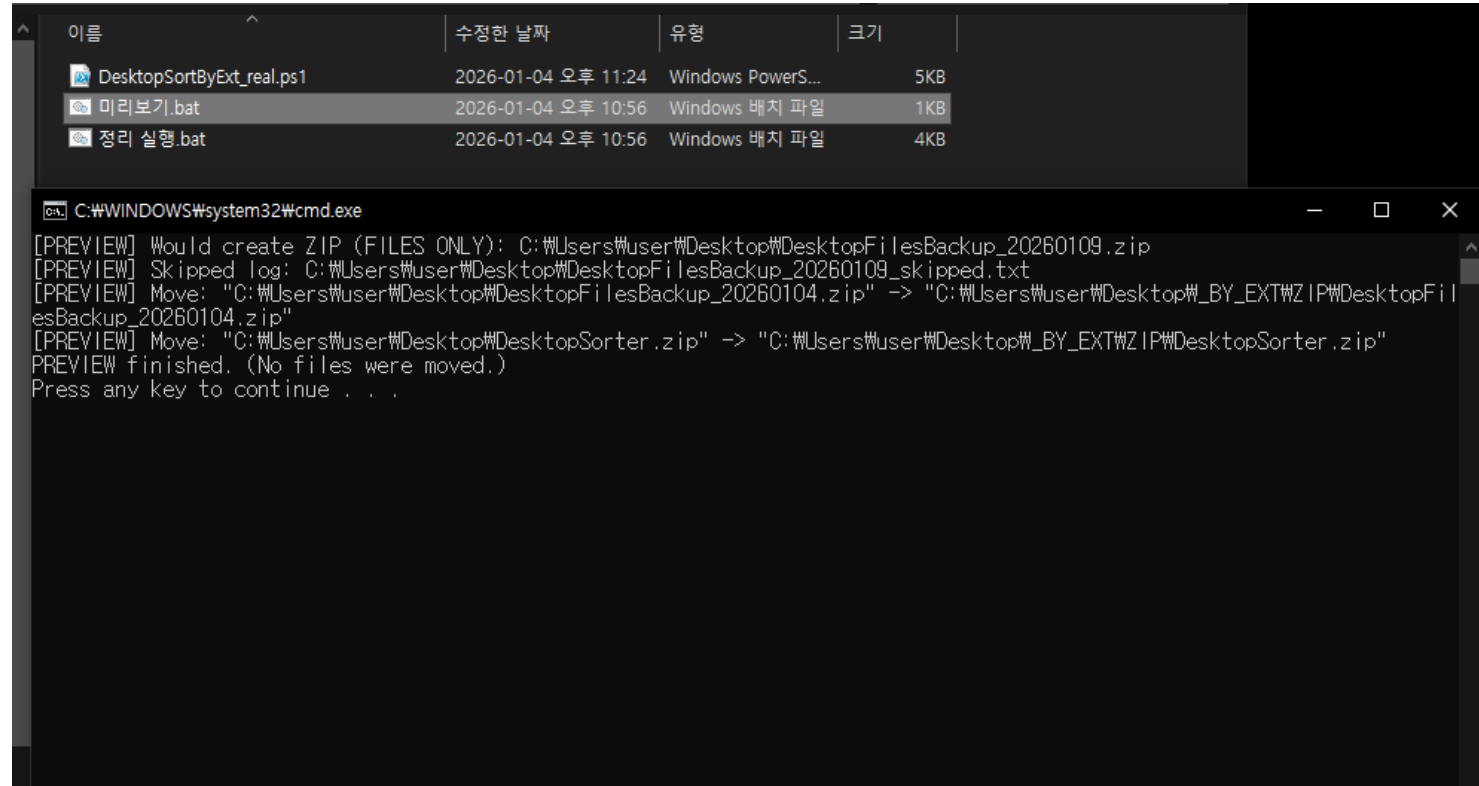 이름 수정한 날짜 유형 크기
DesktopSortByExt_real.ps1 2026-01-04 오후 11:24 Windows PowerS... 5KB
미리보기.bat 2026-01-04 오후 10:56 Windows 배치 파일 1KB
정리 실행.bat 2026-01-04 오후 10:56 Windows 배치 파일 4KB
C:₩WINDOWS₩system32₩cmd.exe
[PREVIEW] Would create ZIP (FILES ONLY): C:₩Users₩user₩Desktop₩DesktopFilesBackup_20260109.zip
[PREVIEW] Skipped log: C:₩Users₩user₩Desktop₩DesktopFilesBackup_20260109_skipped.txt
[PREVIEW] Move: "C:₩Users₩user₩Desktop₩DesktopFilesBackup_20260104.zip" -> "C:₩Users₩user₩Desktop₩_BY_EXT₩ZIP₩DesktopFil
esBackup_20260104.zip"
[PREVIEW] Move: "C:₩Users₩user₩Desktop₩DesktopSorter.zip" -> "C:₩Users₩user₩Desktop₩_BY_EXT₩ZIP₩DesktopSorter.zip"
PREVIEW finished. (No files were moved.)
Press any key to continue . . .